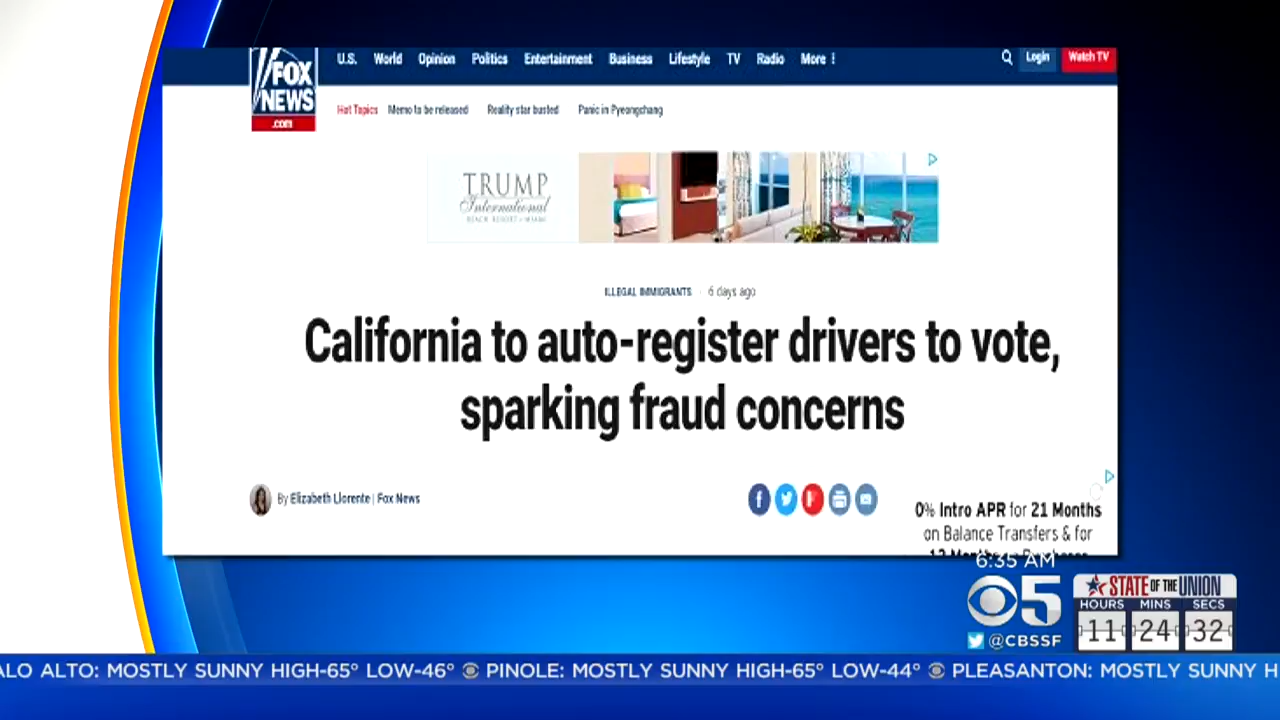 FOX
NEWS
.com
U.S. World Opinion Politics Entertainment Business Lifestyle TV Radio More
Login
Watch TV
Hot Topics Memo to be released Reality star busted Panic in Pyeongchang
TRUMP
International
BEACH RESORT • MIAMI
ILLEGAL IMMIGRANTS · 6 days ago
California to auto-register drivers to vote,
sparking fraud concerns
By Elizabeth Llorente | Fox News
0% Intro APR for 21 Months
on Balance Transfers & for
6:35 AM
5
@CBSSF
STATE OF THE UNION
HOURS MINS SECS
11 24 32
ALO ALTO: MOSTLY SUNNY HIGH-65° LOW-46° PINOLE: MOSTLY SUNNY HIGH-65° LOW-44° PLEASANTON: MOSTLY SUNNY H